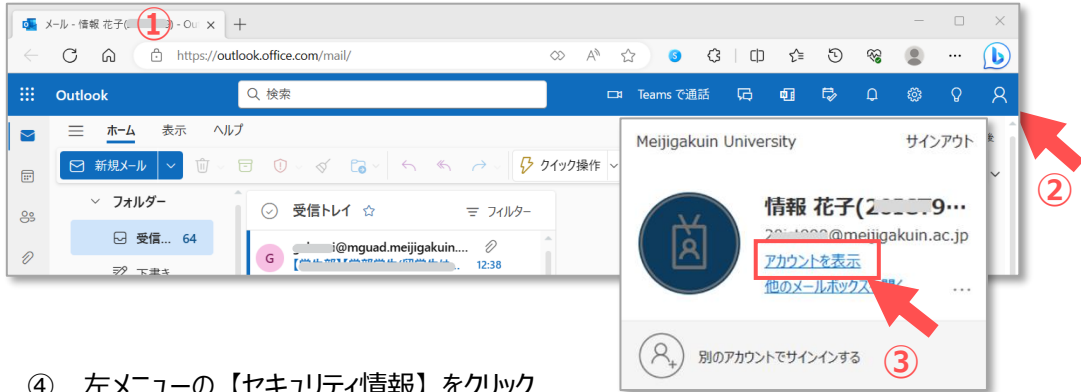 メール - 情報 花子( ) - Ou
①
https://outlook.office.com/mail/
Outlook
検索
Teams で通話
ホーム 表示 ヘルプ
新規メール
クイック操作
フォルダー
受信... 64
下書き
受信トレイ
フィルター
G
i@mguad.meijigakuin....
12:38
②
Meijigakuin University サインアウト
情報 花子(2 9…
@meijigakuin.ac.jp
アカウントを表示
他のメールボックス
...
別のアカウントでサインインする
③
④ 左メニューの【セキュリティ情報】をクリック